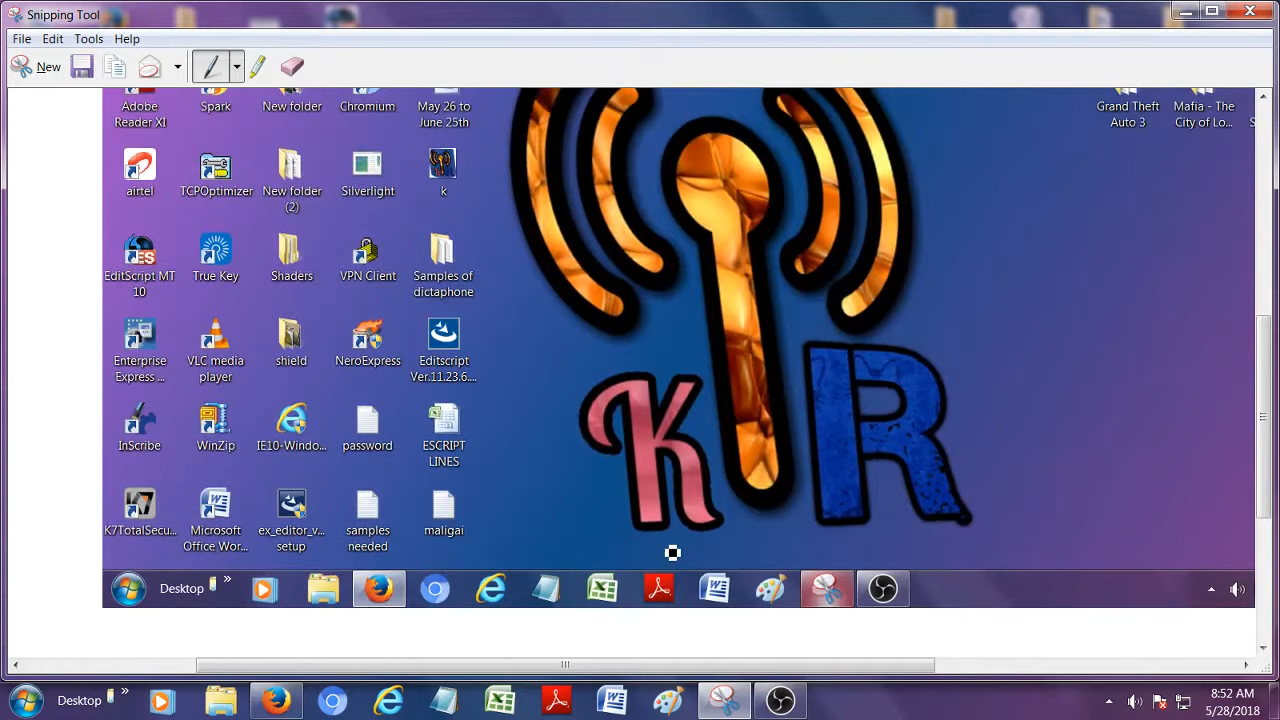 Snipping Tool
File Edit Tools Help
New
Adobe Reader XI
Spark
New folder
Chromium
May 26 to June 25th
Grand Theft Auto 3
Mafia - The City of Lo...
airtel
TCPOptimizer
New folder (2)
Silverlight
k
EditScript MT 10
True Key
Shaders
VPN Client
Samples of dictaphone
Enterprise Express ...
VLC media player
shield
NeroExpress
Editscript Ver.11.23.6....
InScribe
WinZip
IE10-Windo...
password
ESCRIPT LINES
K7TotalSecu...
Microsoft Office Wor...
ex_editor_v... setup
samples needed
maligai
K R
Desktop »
Desktop »
8:52 AM
5/28/2018